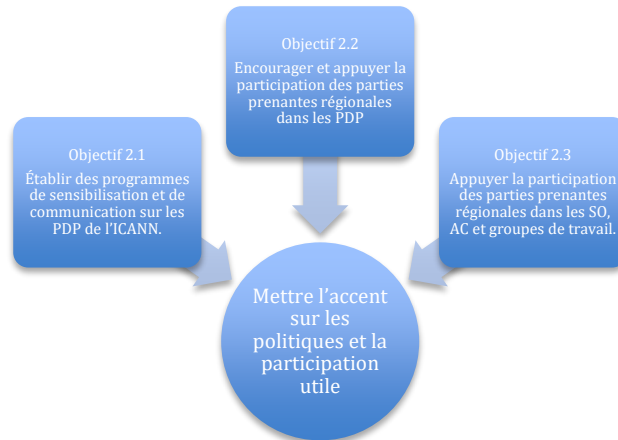 Objectif 2.2
Encourager et appuyer la
participation des parties
prenantes régionales
dans les PDP
Objectif 2.1
Établir des programmes
de sensibilisation et de
communication sur les
PDP de l'ICANN.
Objectif 2.3
Appuyer la participation
des parties prenantes
régionales dans les SO,
AC et groupes de travail.
Mettre l'accent
sur les
politiques et la
participation
utile